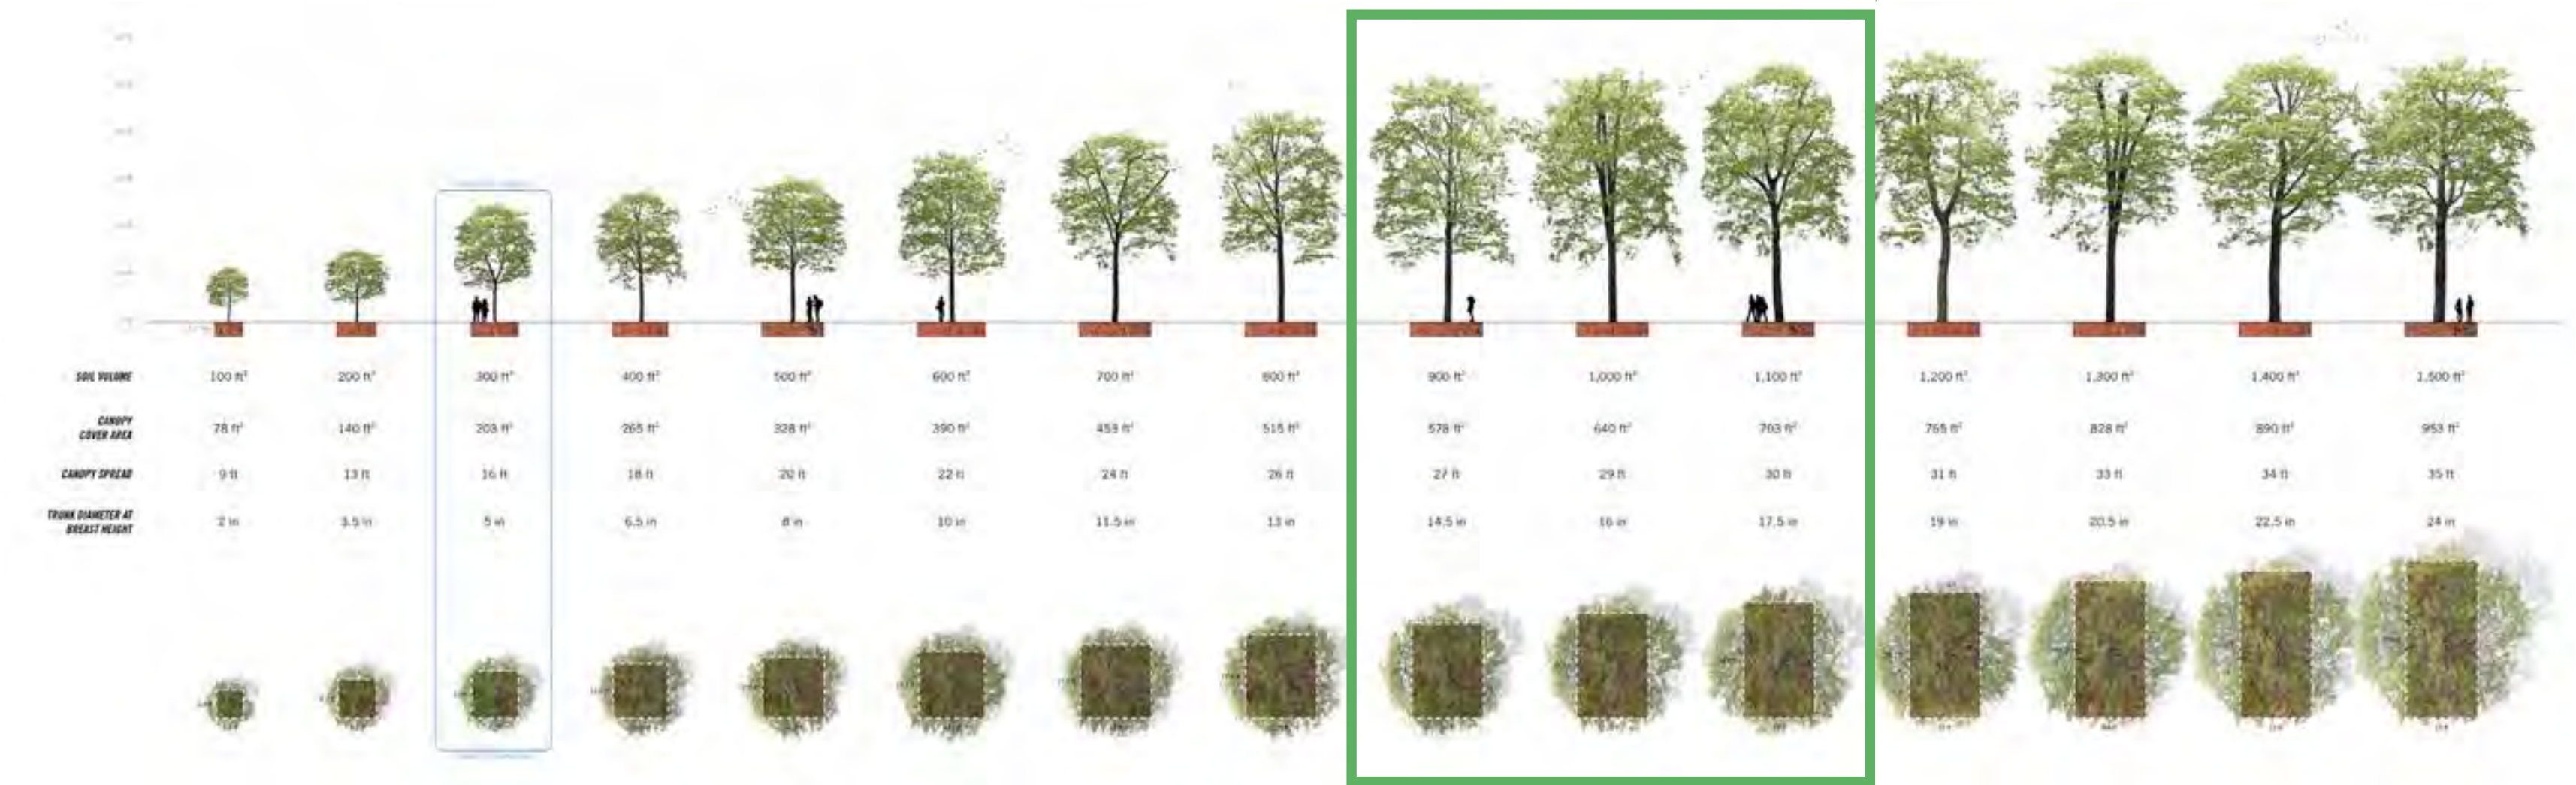 SOIL VOLUME 100 ft³ 200 ft³ 300 ft³ 400 ft³ 500 ft³ 600 ft³ 700 ft³ 800 ft³ 900 ft³ 1,000 ft³ 1,100 ft³ 1,200 ft³ 1,300 ft³ 1,400 ft³ 1,500 ft³
CANOPY
COVER AREA 78 ft² 140 ft² 203 ft² 265 ft² 328 ft² 390 ft² 453 ft² 515 ft² 578 ft² 640 ft² 703 ft² 765 ft² 828 ft² 890 ft² 953 ft²
CANOPY SPREAD 9 ft 13 ft 16 ft 18 ft 20 ft 22 ft 24 ft 26 ft 27 ft 29 ft 30 ft 31 ft 33 ft 34 ft 35 ft
TRUNK DIAMETER AT
BREAST HEIGHT 2 in 3.5 in 5 in 6.5 in 8 in 10 in 11.5 in 13 in 14.5 in 16 in 17.5 in 19 in 20.5 in 22.5 in 24 in